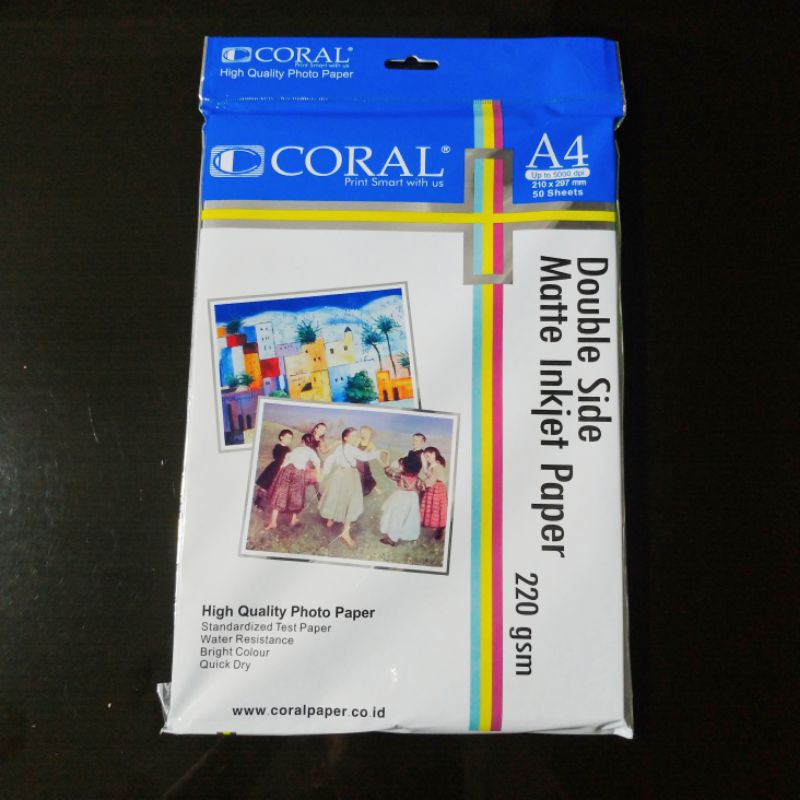 CORAL®
Print Smart with us
High Quality Photo Paper
CORAL®
Print Smart with us
A4
Up to 5000 dpi
210 x 297 mm
50 Sheets
Double Side
Matte Inkjet Paper
220 gsm
High Quality Photo Paper
Standardized Test Paper
Water Resistance
Bright Colour
Quick Dry
www.coralpaper.co.id